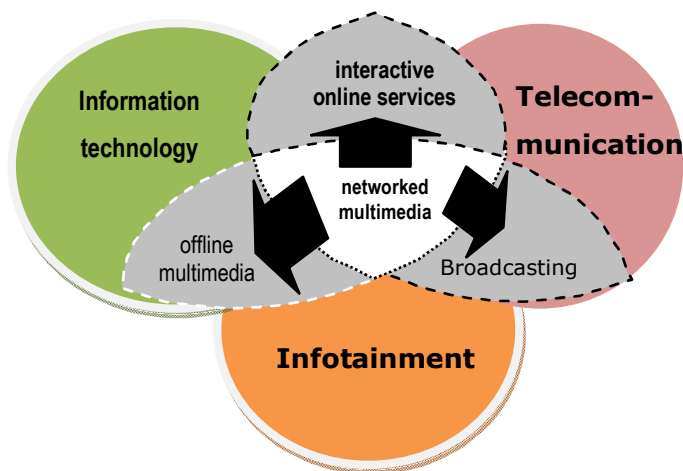 interactive
online services
Information
technology
Telecom-
munication
networked
multimedia
offline
multimedia
Broadcasting
Infotainment